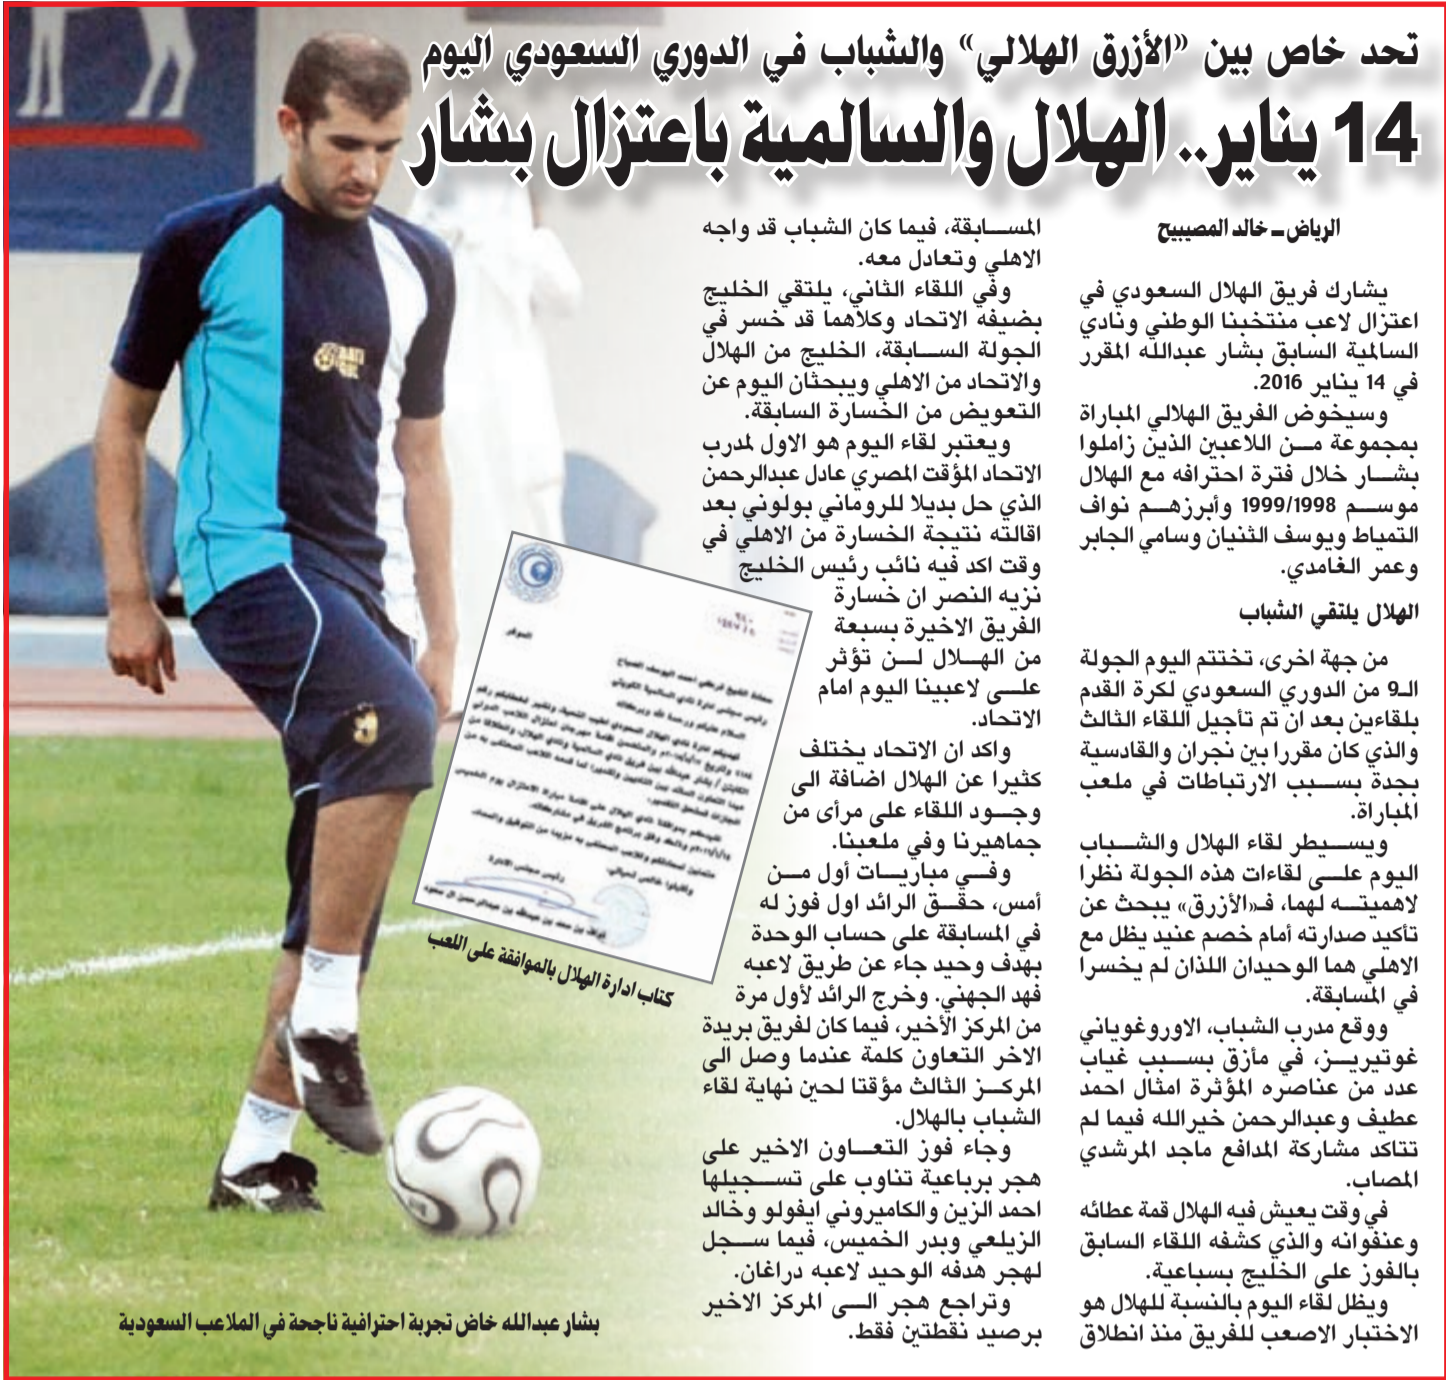 تحد خاص بين «الأزرق الهلالي» والشباب في الدوري السعودي اليوم
14 يناير.. الهلال والسالمية باعتزال بشار
الرياض ــ خالد المصيبيح
يشارك فريق الهلال السعودي في
اعتزال لاعب منتخبنا الوطني ونادي
السالمية السابق بشار عبدالله المقرر
في 14 يناير 2016.
وسيخوض الفريق الهلالي المباراة
بمجموعة من اللاعبين الذين زاملوا
بشار خلال فترة احترافه مع الهلال
موسم 1999/1998 وأبرزهم نواف
التمياط ويوسف الثنيان وسامي الجابر
وعمر الغامدي.
الهلال يلتقي الشباب
من جهة اخرى، تختتم اليوم الجولة
الـ9 من الدوري السعودي لكرة القدم
بلقاءين بعد ان تم تأجيل اللقاء الثالث
والذي كان مقررا بين نجران والقادسية
بجدة بسبب الارتباطات في ملعب
المباراة.
ويسيطر لقاء الهلال والشباب
اليوم على لقاءات هذه الجولة نظرا
لاهميته لهما، فـ«الأزرق» يبحث عن
تأكيد صدارته أمام خصم عنيد يظل مع
الاهلي هما الوحيدان اللذان لم يخسرا
في المسابقة.
ووقع مدرب الشباب، الاوروغوياني
غوتيريز، في مأزق بسبب غياب
عدد من عناصره المؤثرة امثال احمد
عطيف وعبدالرحمن خيرالله فيما لم
تتاكد مشاركة المدافع ماجد المرشدي
المصاب.
في وقت يعيش فيه الهلال قمة عطائه
وعنفوانه والذي كشفه اللقاء السابق
بالفوز على الخليج بسباعية.
ويظل لقاء اليوم بالنسبة للهلال هو
الاختبار الاصعب للفريق منذ انطلاق
المسابقة، فيما كان الشباب قد واجه
الاهلي وتعادل معه.
وفي اللقاء الثاني، يلتقي الخليج
بضيفه الاتحاد وكلاهما قد خسر في
الجولة السابقة، الخليج من الهلال
والاتحاد من الاهلي ويبحثان اليوم عن
التعويض من الخسارة السابقة.
ويعتبر لقاء اليوم هو الاول لمدرب
الاتحاد المؤقت المصري عادل عبدالرحمن
الذي حل بديلا للروماني بولوني بعد
اقالته نتيجة الخسارة من الاهلي في
وقت اكد فيه نائب رئيس الخليج
نزيه النصر ان خسارة
الفريق الاخيرة بسبعة
من الهلال لن تؤثر
على لاعبينا اليوم امام
الاتحاد.
واكد ان الاتحاد يختلف
كثيرا عن الهلال اضافة الى
وجود اللقاء على مرأى من
جماهيرنا وفي ملعبنا.
وفي مباريات أول من
أمس، حقق الرائد اول فوز له
في المسابقة على حساب الوحدة
بهدف وحيد جاء عن طريق لاعبه
فهد الجهني. وخرج الرائد لأول مرة
من المركز الأخير، فيما كان لفريق بريدة
الاخر التعاون كلمة عندما وصل الى
المركز الثالث مؤقتا لحين نهاية لقاء
الشباب بالهلال.
وجاء فوز التعاون الاخير على
هجر برباعية تناوب على تسجيلها
احمد الزين والكاميروني ايفولو وخالد
الزيلعي وبدر الخميس، فيما سجل
لهجر هدفه الوحيد لاعبه دراغان.
وتراجع هجر الى المركز الاخير
برصيد نقطتين فقط.
الموقر
رئيس مجلس ادارة نادي السالمية الكويتي
السلام عليكم ورحمة الله وبركاته
رئيس مجلس الادارة
كتاب ادارة الهلال بالموافقة على اللعب
بشار عبدالله خاض تجربة احترافية ناجحة في الملاعب السعودية